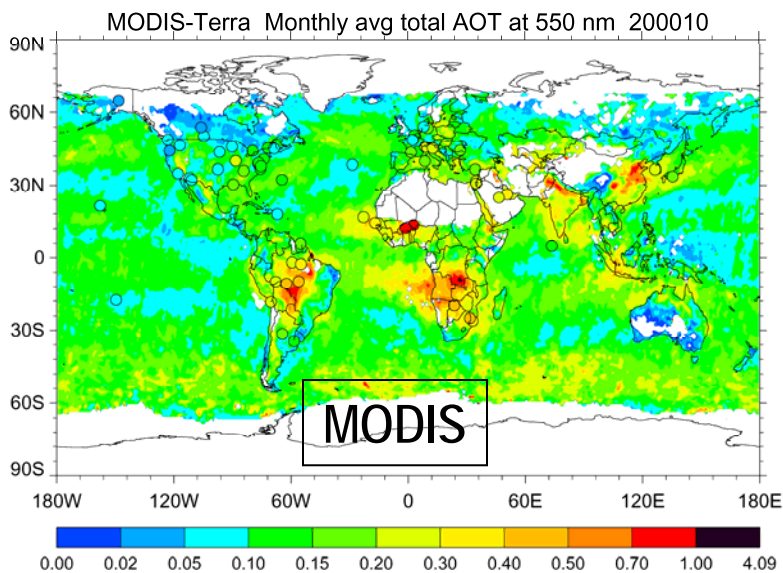 MODIS-Terra Monthly avg total AOT at 550 nm 200010
90N
60N
30N
0
30S
60S
90S
MODIS
180W 120W 60W 0 60E 120E 180E
0.00 0.02 0.05 0.10 0.15 0.20 0.30 0.40 0.50 0.70 1.00 4.09